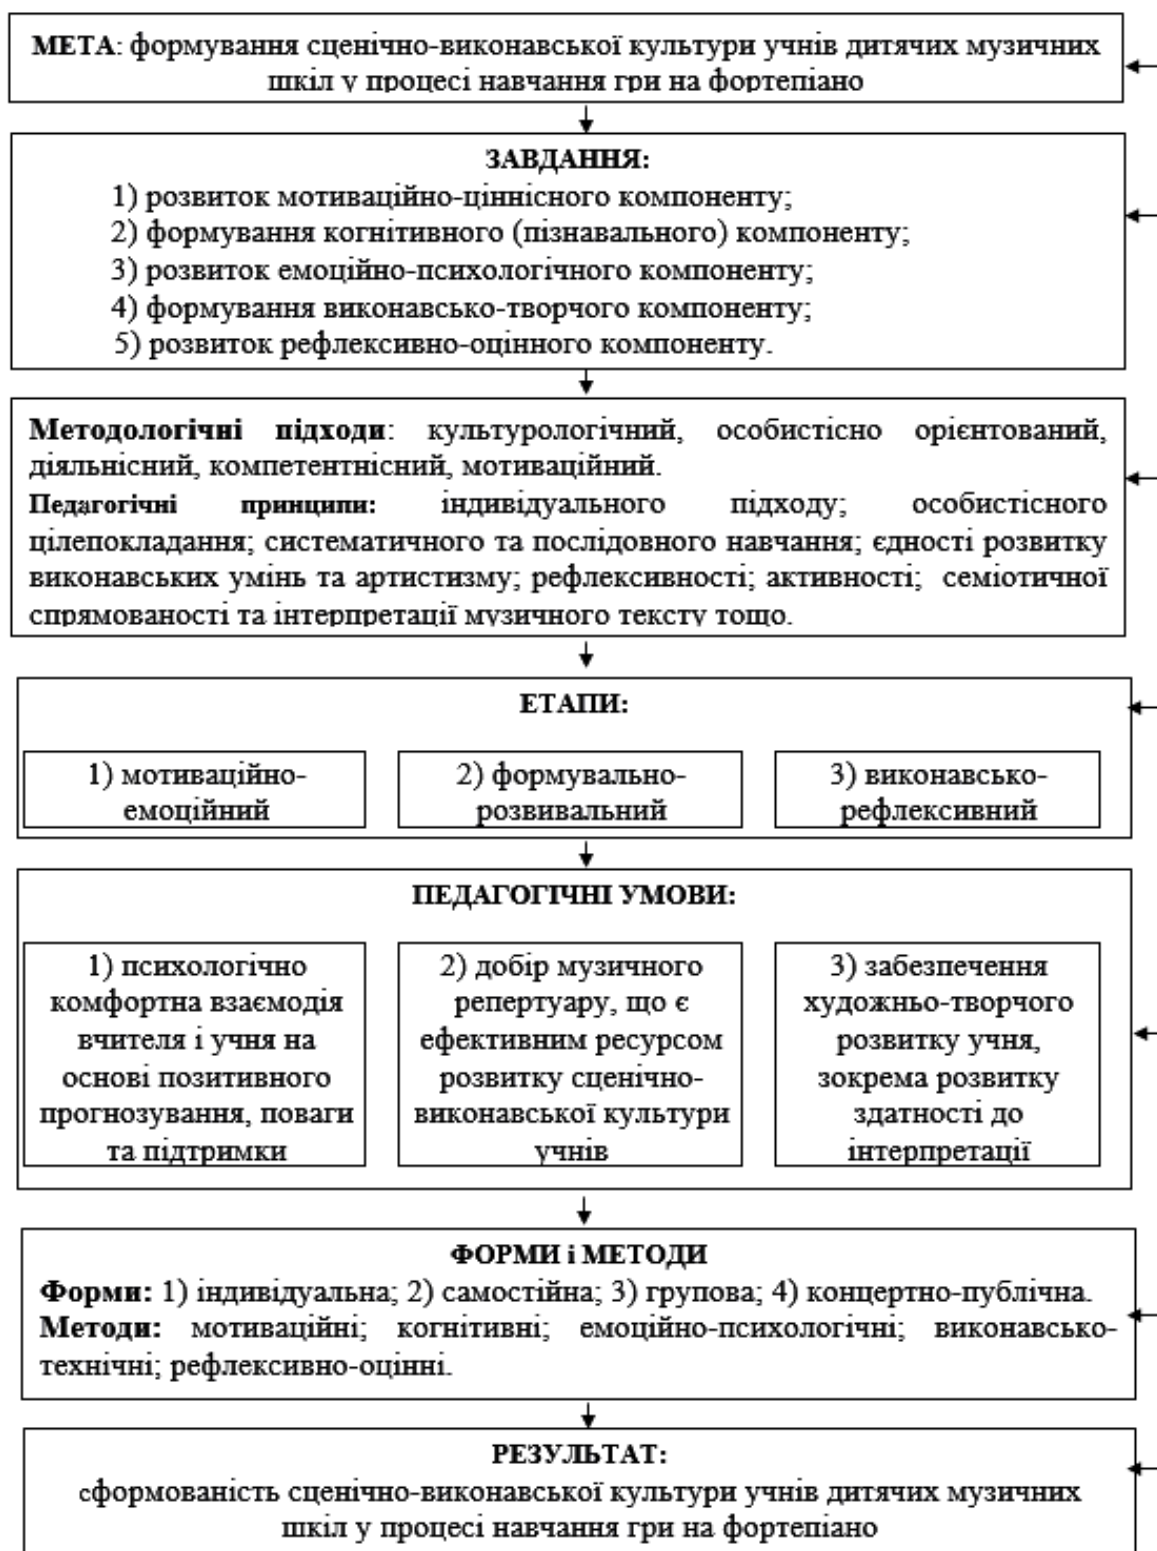 МЕТА: формування сценічно-виконавської культури учнів дитячих музичних
шкіл у процесі навчання гри на фортепіано
ЗАВДАННЯ:
1) розвиток мотиваційно-ціннісного компоненту;
2) формування когнітивного (пізнавального) компоненту;
3) розвиток емоційно-психологічного компоненту;
4) формування виконавсько-творчого компоненту;
5) розвиток рефлексивно-оцінного компоненту.
Методологічні підходи: культурологічний, особистісно орієнтований,
діяльнісний, компетентнісний, мотиваційний.
Педагогічні принципи: індивідуального підходу; особистісного
цілепокладання; систематичного та послідовного навчання; єдності розвитку
виконавських умінь та артистизму; рефлексивності; активності; семіотичної
спрямованості та інтерпретації музичного тексту тощо.
ЕТАПИ:
1) мотиваційно-
емоційний
2) формувально-
розвивальний
3) виконавсько-
рефлексивний
ПЕДАГОГІЧНІ УМОВИ:
1) психологічно
комфортна взаємодія
вчителя і учня на
основі позитивного
прогнозування, поваги
та підтримки
2) добір музичного
репертуару, що є
ефективним ресурсом
розвитку сценічно-
виконавської культури
учнів
3) забезпечення
художньо-творчого
розвитку учня,
зокрема розвитку
здатності до
інтерпретації
ФОРМИ і МЕТОДИ
Форми: 1) індивідуальна; 2) самостійна; 3) групова; 4) концертно-публічна.
Методи: мотиваційні; когнітивні; емоційно-психологічні; виконавсько-
технічні; рефлексивно-оцінні.
РЕЗУЛЬТАТ:
сформованість сценічно-виконавської культури учнів дитячих музичних
шкіл у процесі навчання гри на фортепіано